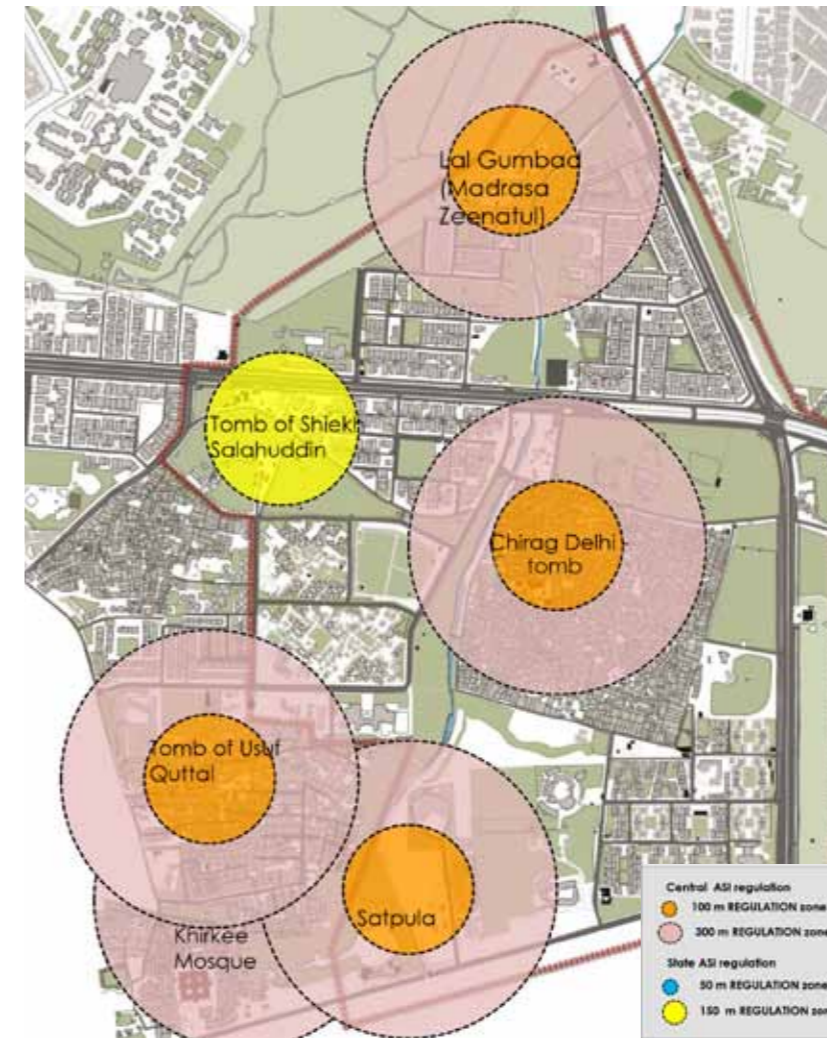 Lal Gumbad
(Madrasa
Zeenatul)
Tomb of Shiekh
Salahuddin
Chirag Delhi
tomb
Tomb of Usuf
Quttal
Satpula
Khirkee
Mosque
Central ASI regulation
100 m REGULATION zone
300 m REGULATION zone
State ASI regulation
50 m REGULATION zone
150 m REGULATION zon